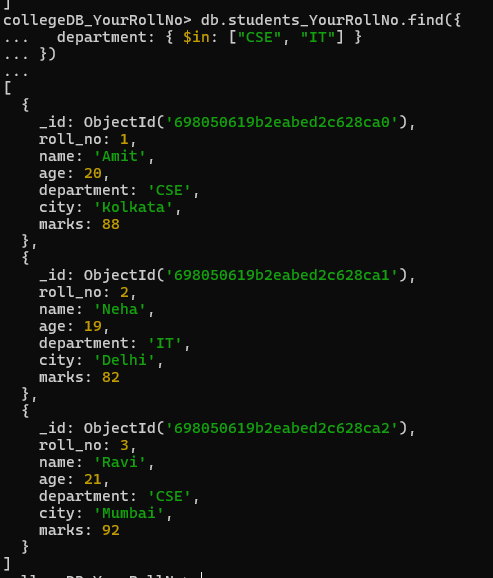 ]
collegeDB_YourRollNo> db.students_YourRollNo.find({
...   department: { $in: ["CSE", "IT"] }
... })
...
[
  {
    _id: ObjectId('698050619b2eabed2c628ca0'),
    roll_no: 1,
    name: 'Amit',
    age: 20,
    department: 'CSE',
    city: 'Kolkata',
    marks: 88
  },
  {
    _id: ObjectId('698050619b2eabed2c628ca1'),
    roll_no: 2,
    name: 'Neha',
    age: 19,
    department: 'IT',
    city: 'Delhi',
    marks: 82
  },
  {
    _id: ObjectId('698050619b2eabed2c628ca2'),
    roll_no: 3,
    name: 'Ravi',
    age: 21,
    department: 'CSE',
    city: 'Mumbai',
    marks: 92
  }
]